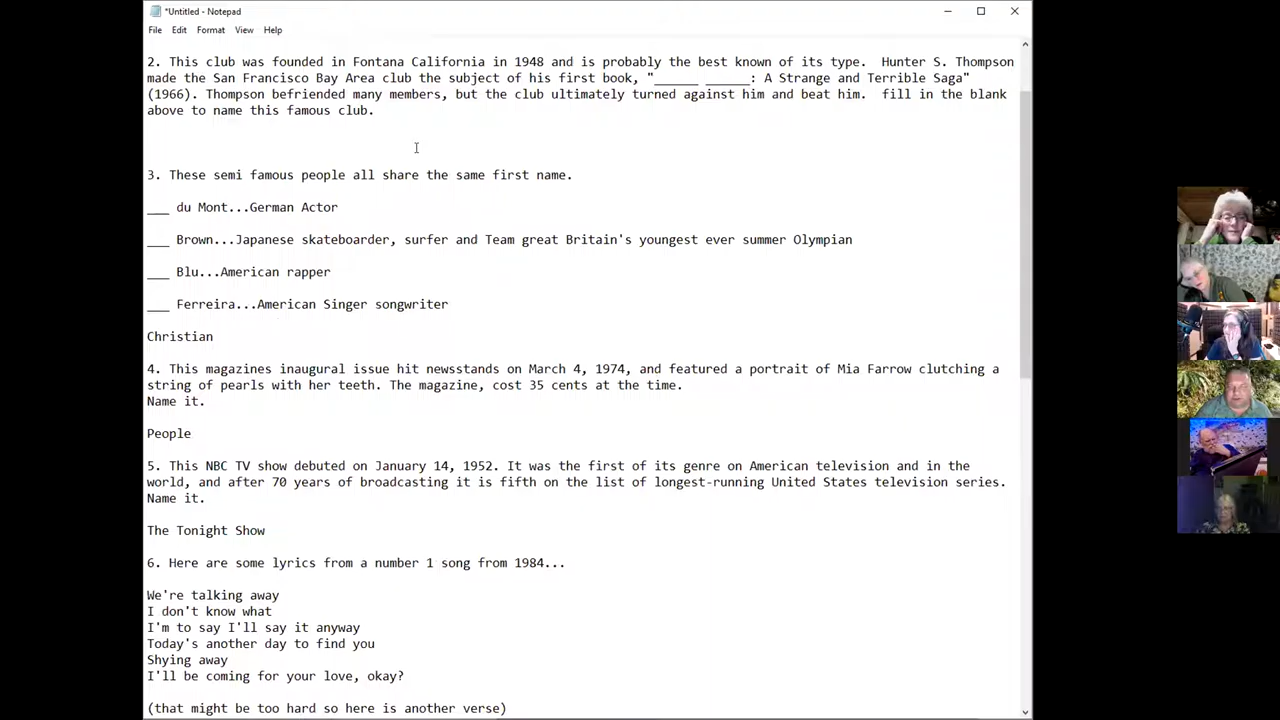 *Untitled - Notepad
File Edit Format View Help
2. This club was founded in Fontana California in 1948 and is probably the best known of its type.  Hunter S. Thompson
made the San Francisco Bay Area club the subject of his first book, "______ ______: A Strange and Terrible Saga"
(1966). Thompson befriended many members, but the club ultimately turned against him and beat him.  fill in the blank
above to name this famous club.
3. These semi famous people all share the same first name.
___ du Mont...German Actor
___ Brown...Japanese skateboarder, surfer and Team great Britain's youngest ever summer Olympian
___ Blu...American rapper
___ Ferreira...American Singer songwriter
Christian
4. This magazines inaugural issue hit newsstands on March 4, 1974, and featured a portrait of Mia Farrow clutching a
string of pearls with her teeth. The magazine, cost 35 cents at the time.
Name it.
People
5. This NBC TV show debuted on January 14, 1952. It was the first of its genre on American television and in the
world, and after 70 years of broadcasting it is fifth on the list of longest-running United States television series.
Name it.
The Tonight Show
6. Here are some lyrics from a number 1 song from 1984...
We're talking away
I don't know what
I'm to say I'll say it anyway
Today's another day to find you
Shying away
I'll be coming for your love, okay?
(that might be too hard so here is another verse)